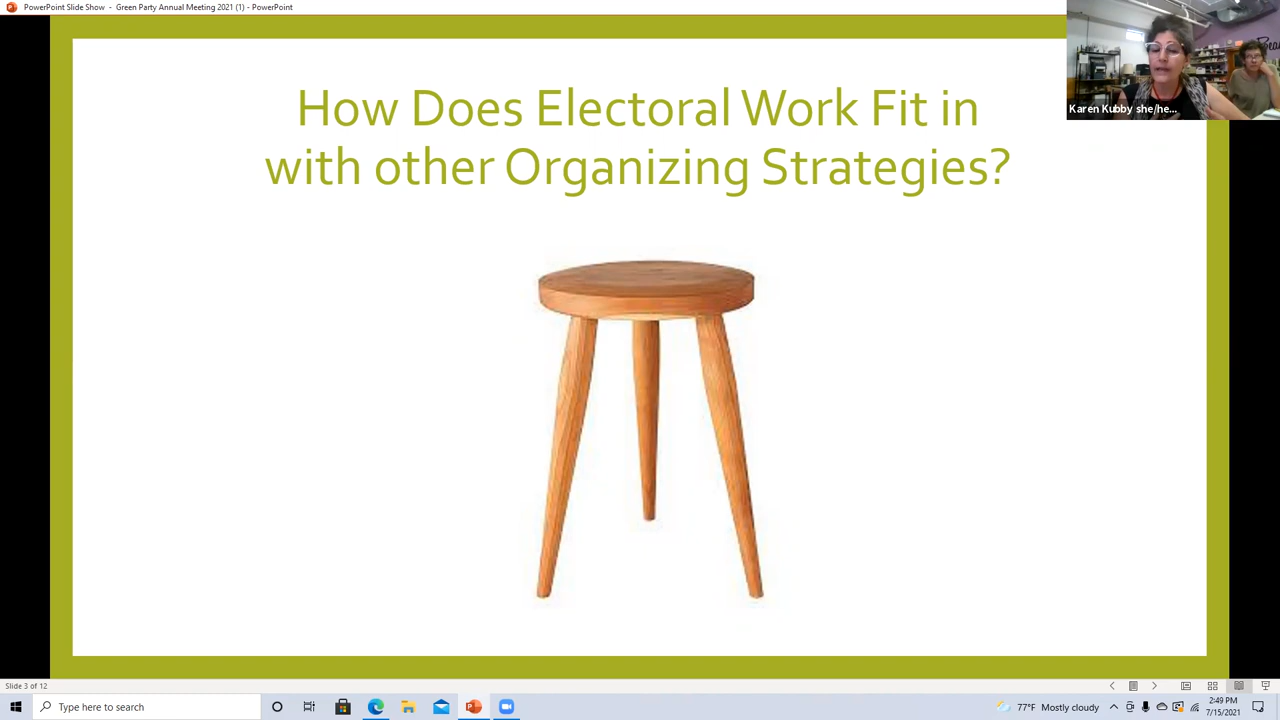 PowerPoint Slide Show - Green Party Annual Meeting 2021 (1) - PowerPoint
How Does Electoral Work Fit in
with other Organizing Strategies?
Karen Kubby she/he...
Slide 3 of 12
Type here to search
77°F Mostly cloudy
2:49 PM
7/15/2021